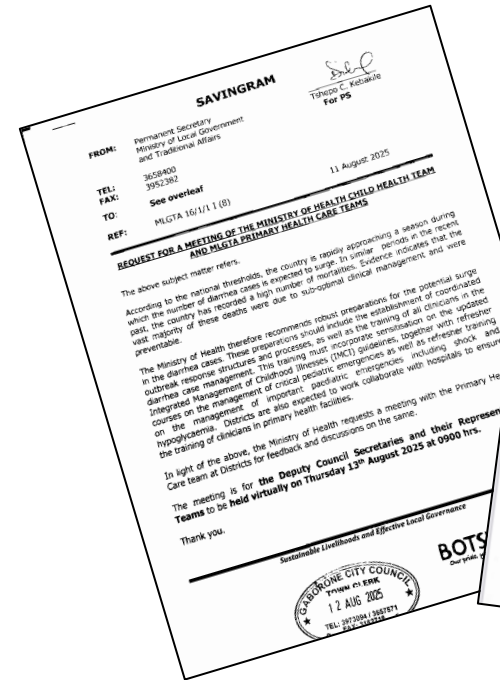 SAVINGRAM
Tshepo C. Kebakile
For PS
FROM: Permanent Secretary
Ministry of Local Government
and Traditional Affairs
TEL: 3658400
FAX: 3952382
TO: See overleaf
REF: MLGTA 16/1/1 1 (8)
11 August 2025
REQUEST FOR A MEETING OF THE MINISTRY OF HEALTH CHILD HEALTH TEAM
AND MLGTA PRIMARY HEALTH CARE TEAMS
The above subject matter refers.
According to the national thresholds, the country is rapidly approaching a season during
which the number of diarrhea cases is expected to surge. In similar periods in the recent
past, the country has recorded a high number of mortalities. Evidence indicates that the
vast majority of these deaths were due to sub-optimal clinical management and were
preventable.
The Ministry of Health therefore recommends robust preparations for the potential surge
in the diarrhea cases. These preparations should include the establishment of coordinated
outbreak response structures and processes, as well as the training of all clinicians in the
diarrhea case management. This training must incorporate sensitisation on the updated
Integrated Management of Childhood Illnesses (IMCI) guidelines, together with refresher
courses on the management of critical pediatric emergencies as well as refresher training
on the management of important paediatric emergencies including shock and
hypoglycaemia. Districts are also expected to work collaborate with hospitals to ensure
the training of clinicians in primary health facilities.
In light of the above, the Ministry of Health requests a meeting with the Primary Hea
Care team at Districts for feedback and discussions on the same.
The meeting is for the Deputy Council Secretaries and their Represen
Teams to be held virtually on Thursday 13th August 2025 at 0900 hrs.
Thank you.
Sustainable Livelihoods and Effective Local Governance
BOTS
GABORONE CITY COUNCIL
TOWN CLERK
12 AUG 2025
TEL: 3973094 / 3657571